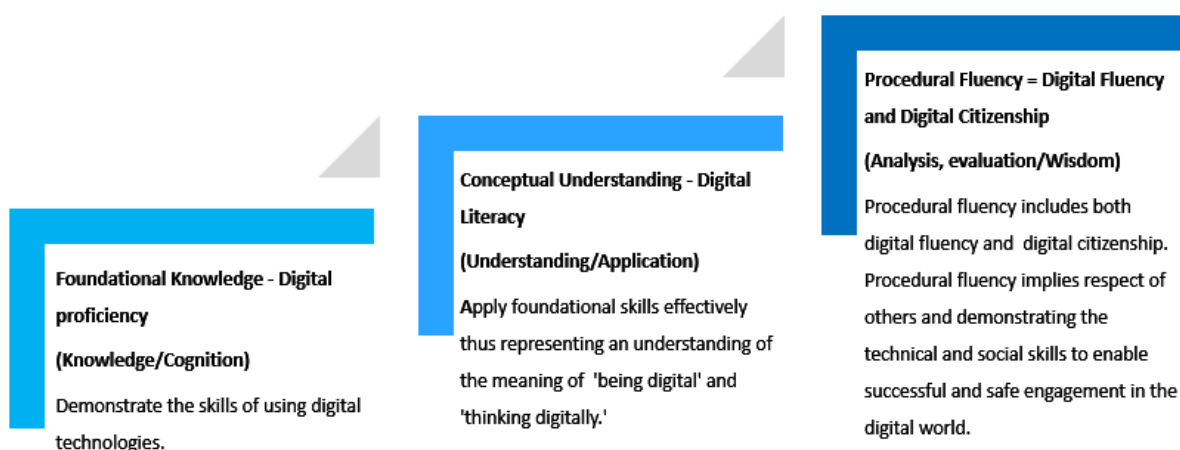 Foundational Knowledge - Digital
proficiency
(Knowledge/Cognition)
Demonstrate the skills of using digital
technologies.
Conceptual Understanding - Digital
Literacy
(Understanding/Application)
Apply foundational skills effectively
thus representing an understanding of
the meaning of 'being digital' and
'thinking digitally.'
Procedural Fluency = Digital Fluency
and Digital Citizenship
(Analysis, evaluation/Wisdom)
Procedural fluency includes both
digital fluency and digital citizenship.
Procedural fluency implies respect of
others and demonstrating the
technical and social skills to enable
successful and safe engagement in the
digital world.